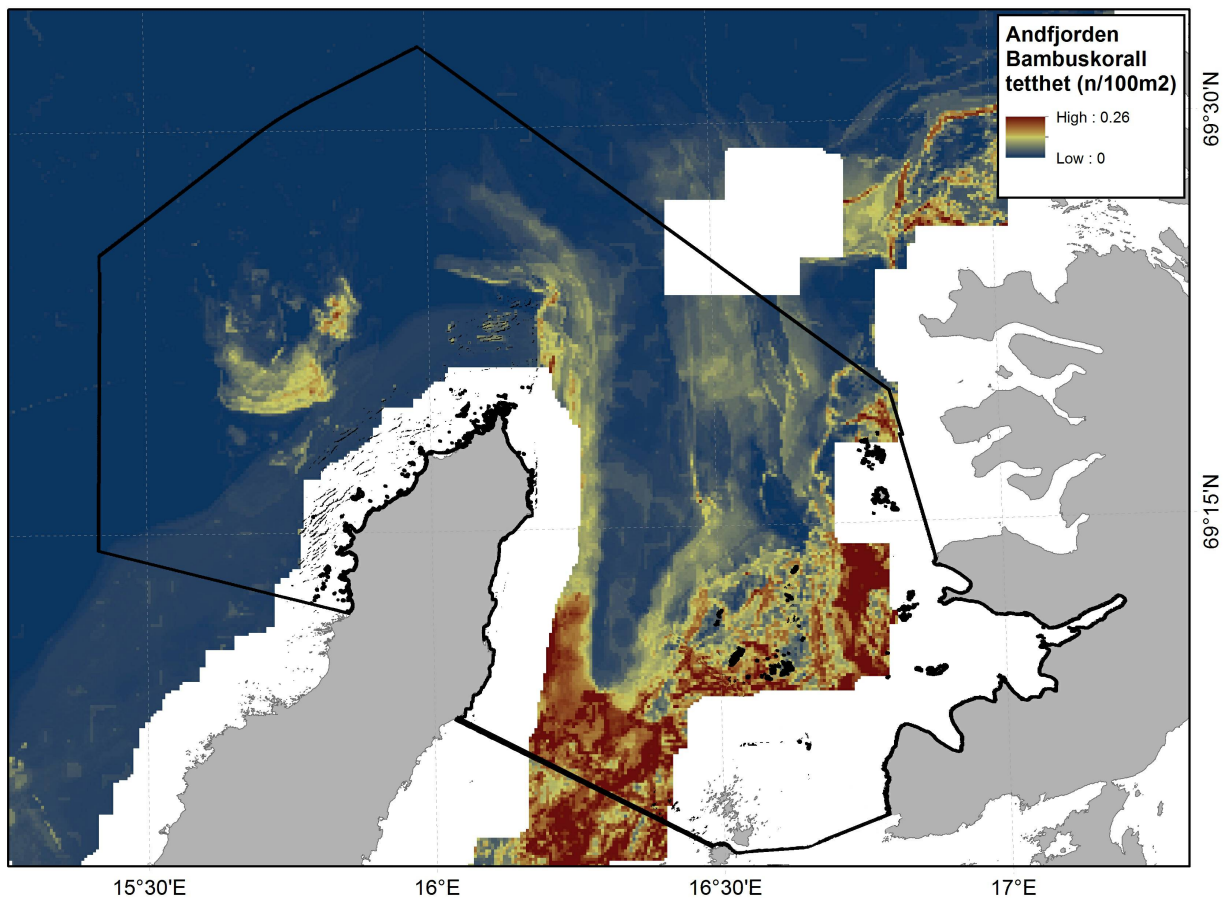 Andfjorden
Bambuskorall
tetthet (n/100m2)
High : 0.26
Low : 0
69°30'N
69°15'N
15°30'E
16°E
16°30'E
17°E